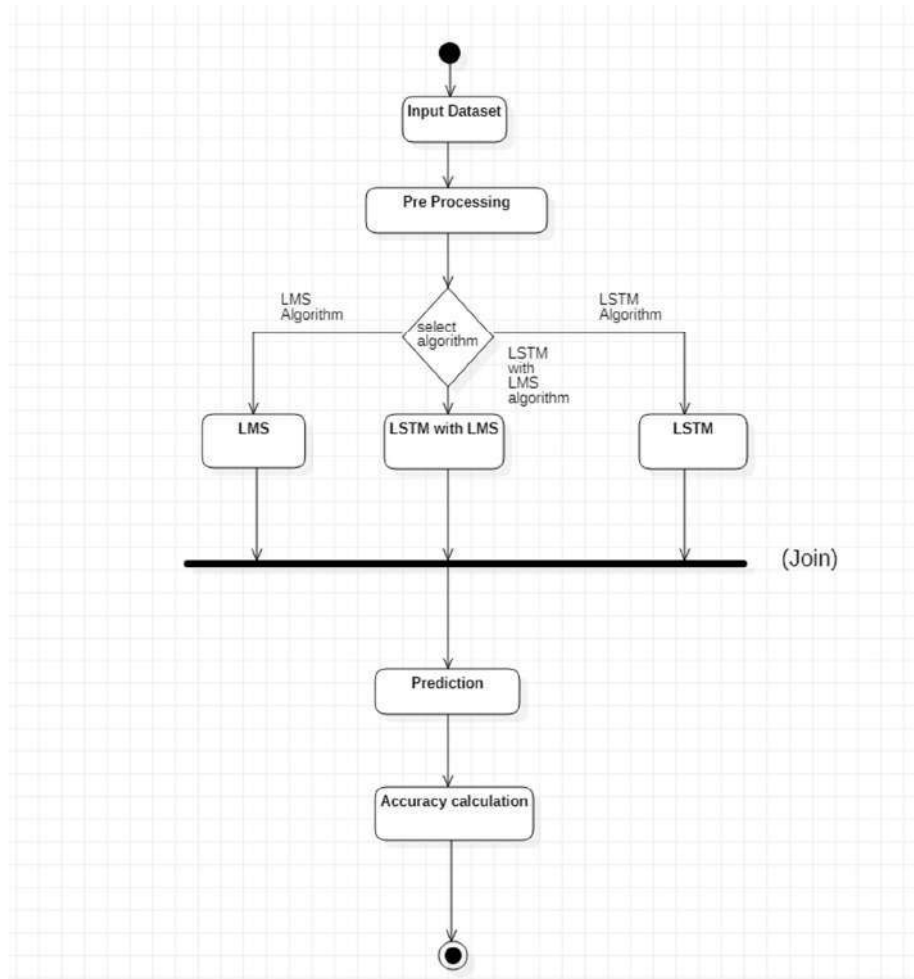 Input Dataset
Pre Processing
LMS
Algorithm
LSTM
Algorithm
select
algorithm
LSTM
with
LMS
algorithm
LMS
LSTM with LMS
LSTM
(Join)
Prediction
Accuracy calculation